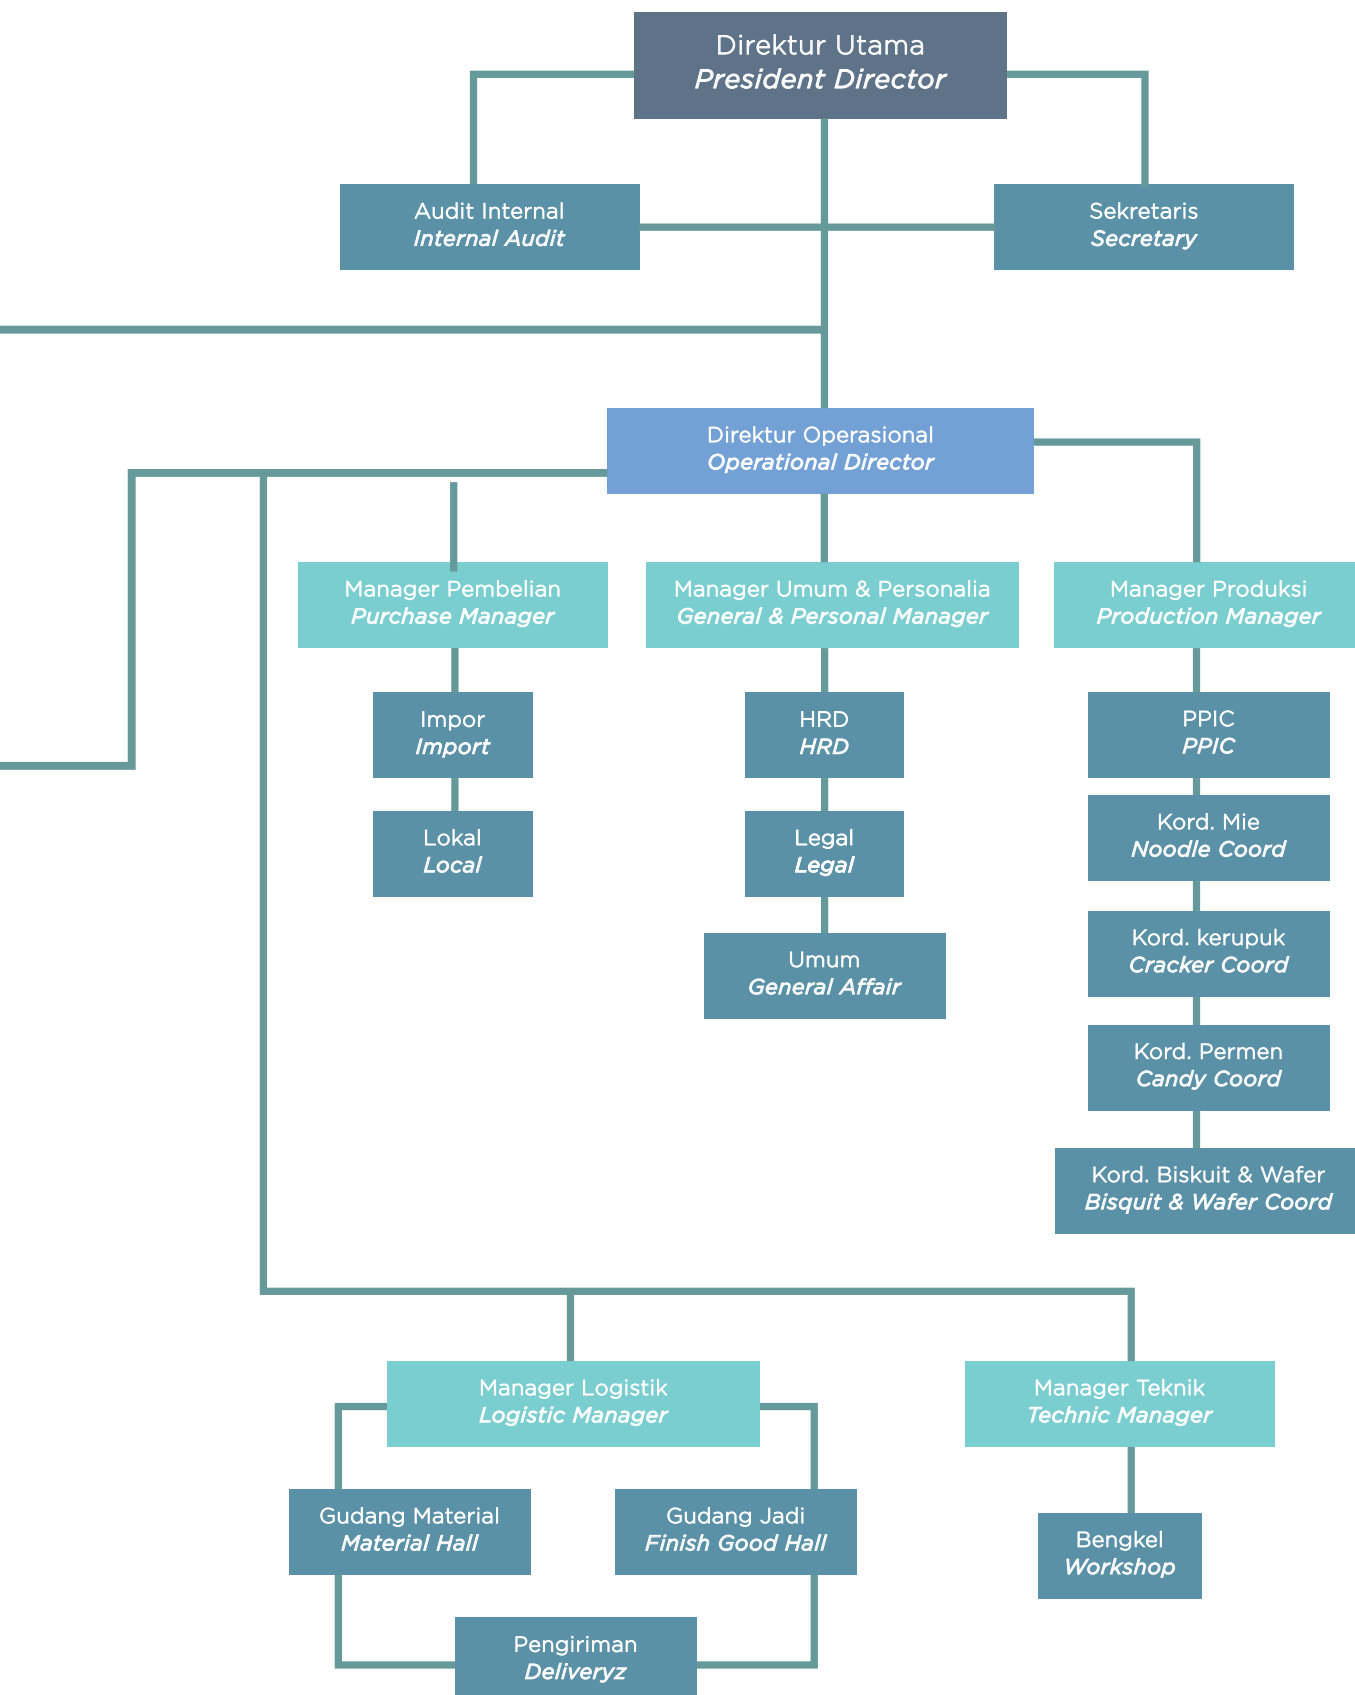 Direktur Utama
President Director
Audit Internal
Internal Audit
Sekretaris
Secretary
Direktur Operasional
Operational Director
Manager Pembelian
Purchase Manager
Manager Umum & Personalia
General & Personal Manager
Manager Produksi
Production Manager
Impor
Import
HRD
HRD
PPIC
PPIC
Lokal
Local
Legal
Legal
Kord. Mie
Noodle Coord
Umum
General Affair
Kord. kerupuk
Cracker Coord
Kord. Permen
Candy Coord
Kord. Biskuit & Wafer
Bisquit & Wafer Coord
Manager Logistik
Logistic Manager
Manager Teknik
Technic Manager
Gudang Material
Material Hall
Gudang Jadi
Finish Good Hall
Bengkel
Workshop
Pengiriman
Deliveryz